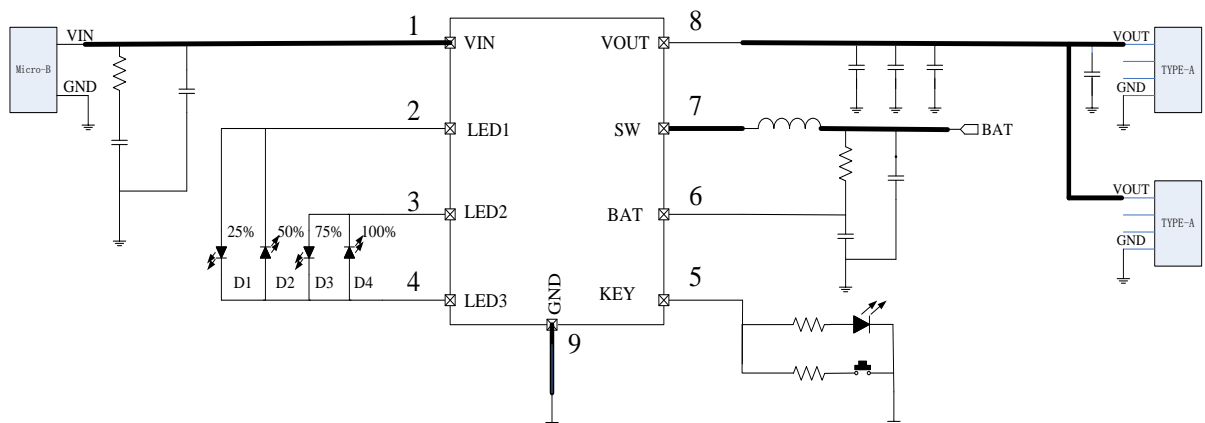 1
8
VIN
VIN
VOUT
VOUT
Micro-B
TYPE-A
GND
GND
2
7
LED1
SW
BAT
3
6
LED2
BAT
VOUT
25%
50%
75%
100%
TYPE-A
GND
D1
D2
D3
D4
4
5
LED3
GND
KEY
9